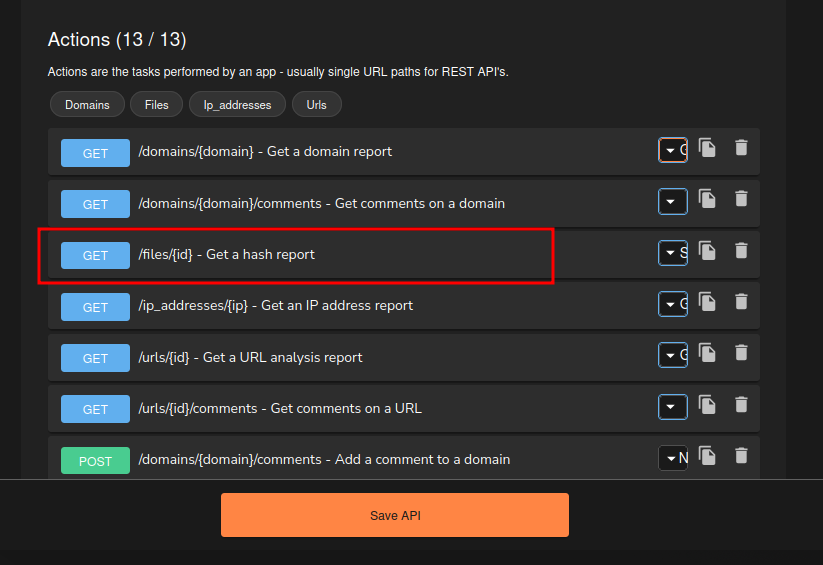 Actions (13 / 13)
Actions are the tasks performed by an app - usually single URL paths for REST API's.
Domains Files Ip_addresses Urls
GET /domains/{domain} - Get a domain report
GET /domains/{domain}/comments - Get comments on a domain
GET /files/{id} - Get a hash report
GET /ip_addresses/{ip} - Get an IP address report
GET /urls/{id} - Get a URL analysis report
GET /urls/{id}/comments - Get comments on a URL
POST /domains/{domain}/comments - Add a comment to a domain N
Save API